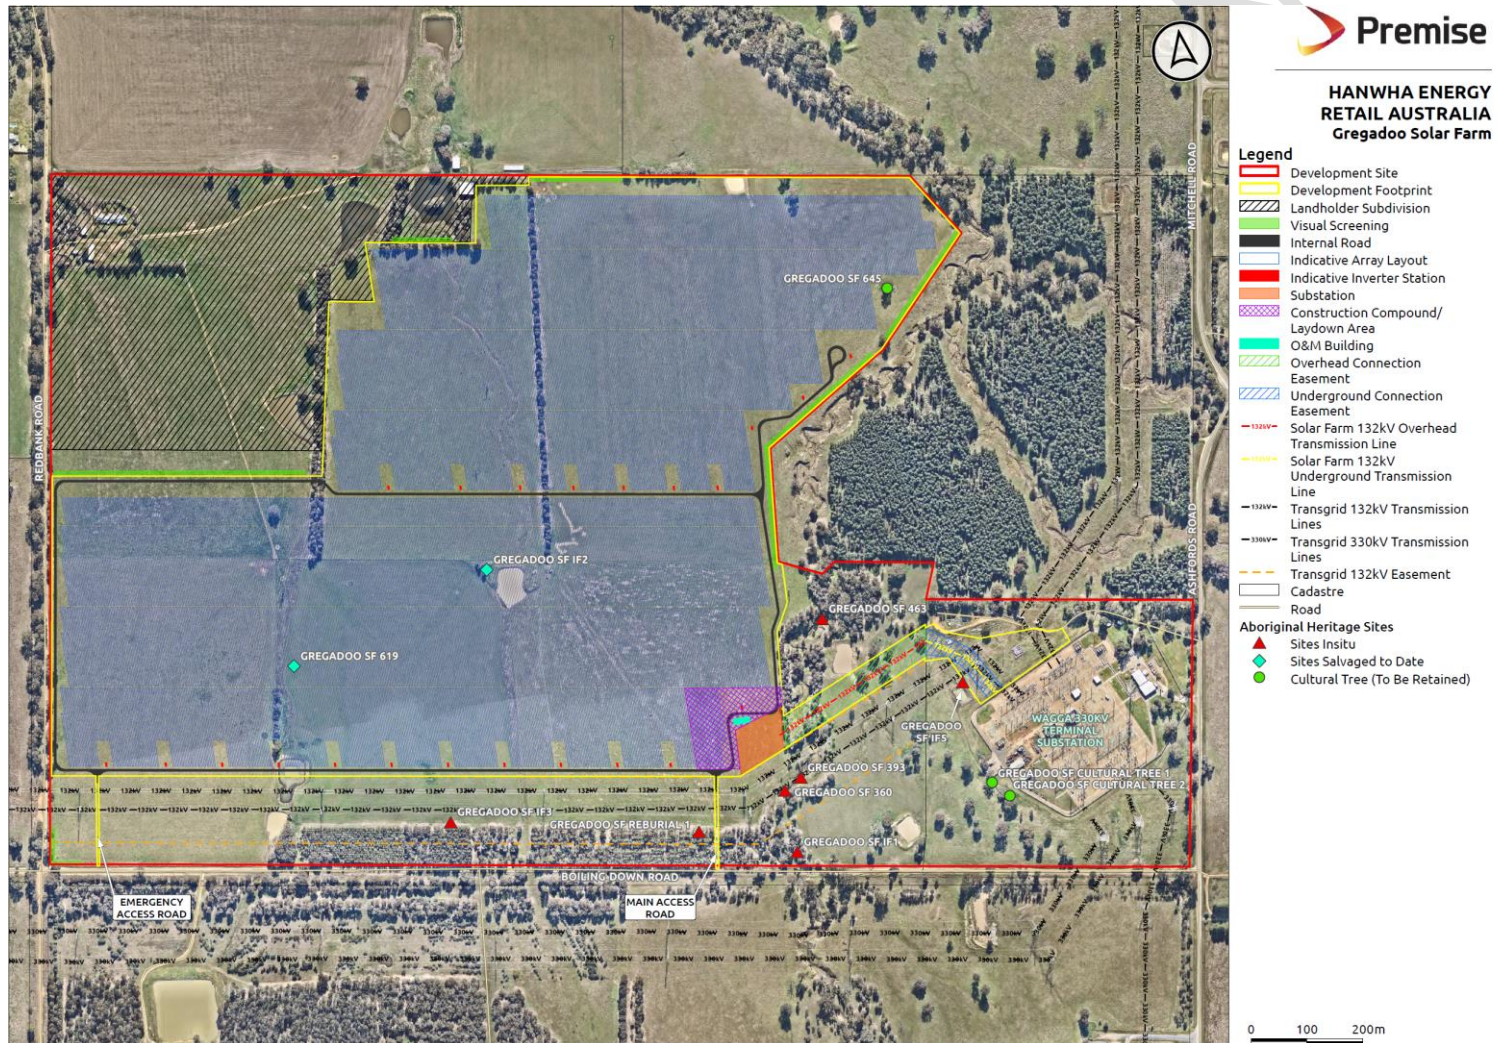 Premise
HANWHA ENERGY
RETAIL AUSTRALIA
Gregadoo Solar Farm
Legend
Development Site
Development Footprint
Landholder Subdivision
Visual Screening
Internal Road
Indicative Array Layout
Indicative Inverter Station
Substation
Construction Compound/
Laydown Area
O&M Building
Overhead Connection
Easement
Underground Connection
Easement
132kV
Solar Farm 132kV Overhead
Transmission Line
Solar Farm 132kV
Underground Transmission
Line
132kV
Transgrid 132kV Transmission
Lines
330kV
Transgrid 330kV Transmission
Lines
Transgrid 132kV Easement
Cadastre
Road
Aboriginal Heritage Sites
Sites Insitu
Sites Salvaged to Date
Cultural Tree (To Be Retained)
0 100 200m
MITCHELL ROAD
REDBANK ROAD
ASHFORDS ROAD
GREGADOO SF 645
GREGADOO SF IF2
GREGADOO SF 463
GREGADOO SF 619
GREGADOO
SF IF5
WAGGA 330KV
TERMINAL
SUBSTATION
GREGADOO SF 393
GREGADOO SF CULTURAL TREE 1
GREGADOO SF CULTURAL TREE 2
GREGADOO SF 360
GREGADOO SF IF3
GREGADOO SF REBURIAL 1
GREGADOO SF IF1
BOILING DOWN ROAD
EMERGENCY
ACCESS ROAD
MAIN ACCESS
ROAD